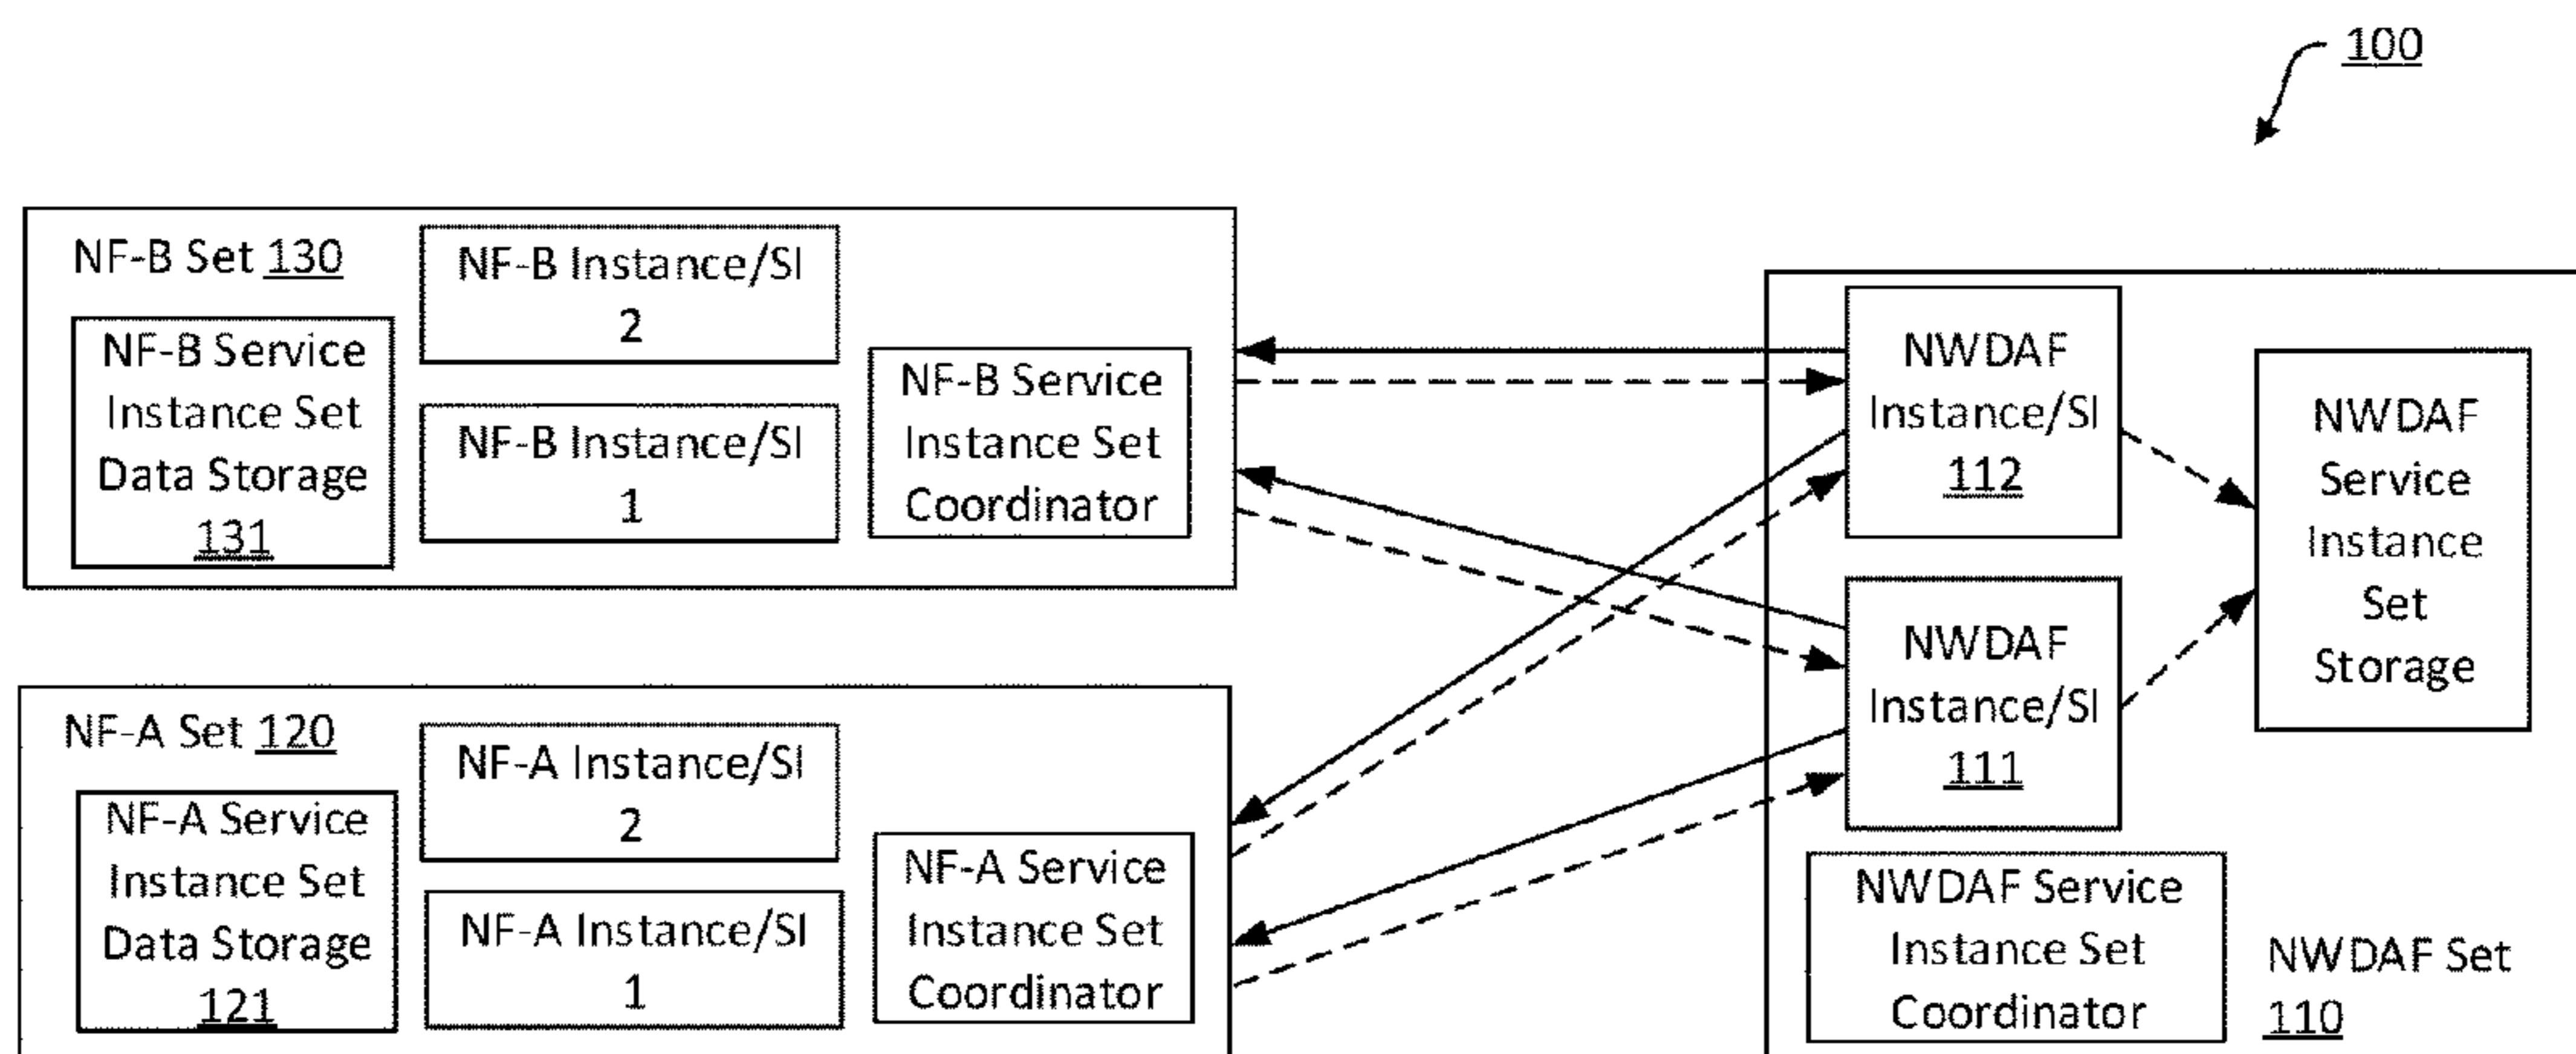 100
NF-B Set 130
NF-B Service
Instance Set
Data Storage
131
NF-B Instance/SI
2
NF-B Instance/SI
1
NF-B Service
Instance Set
Coordinator
NF-A Set 120
NF-A Service
Instance Set
Data Storage
121
NF-A Instance/SI
2
NF-A Instance/SI
1
NF-A Service
Instance Set
Coordinator
NWDAF
Instance/SI
112
NWDAF
Instance/SI
111
NWDAF
Service
Instance
Set
Storage
NWDAF Service
Instance Set
Coordinator
NWDAF Set
110